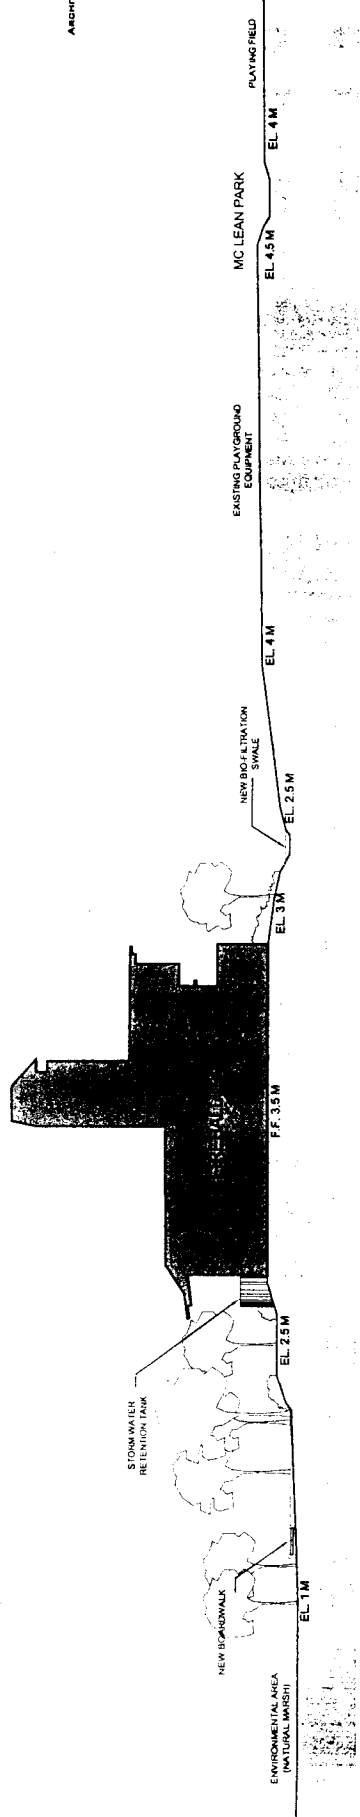 ENVIRONMENTAL AREA
(NATURAL MARSH)
EL. 1 M
NEW BOARDWALK
STORM WATER
RETENTION TANK
EL. 2.5 M
F.F. 3.5 M
EL. 3 M
NEW BIO-FILTRATION
SWALE
EL. 2.5 M
EL. 4 M
EXISTING PLAYGROUND
EQUIPMENT
MC LEAN PARK
EL. 4.5 M
EL. 4 M
PLAYING FIELD